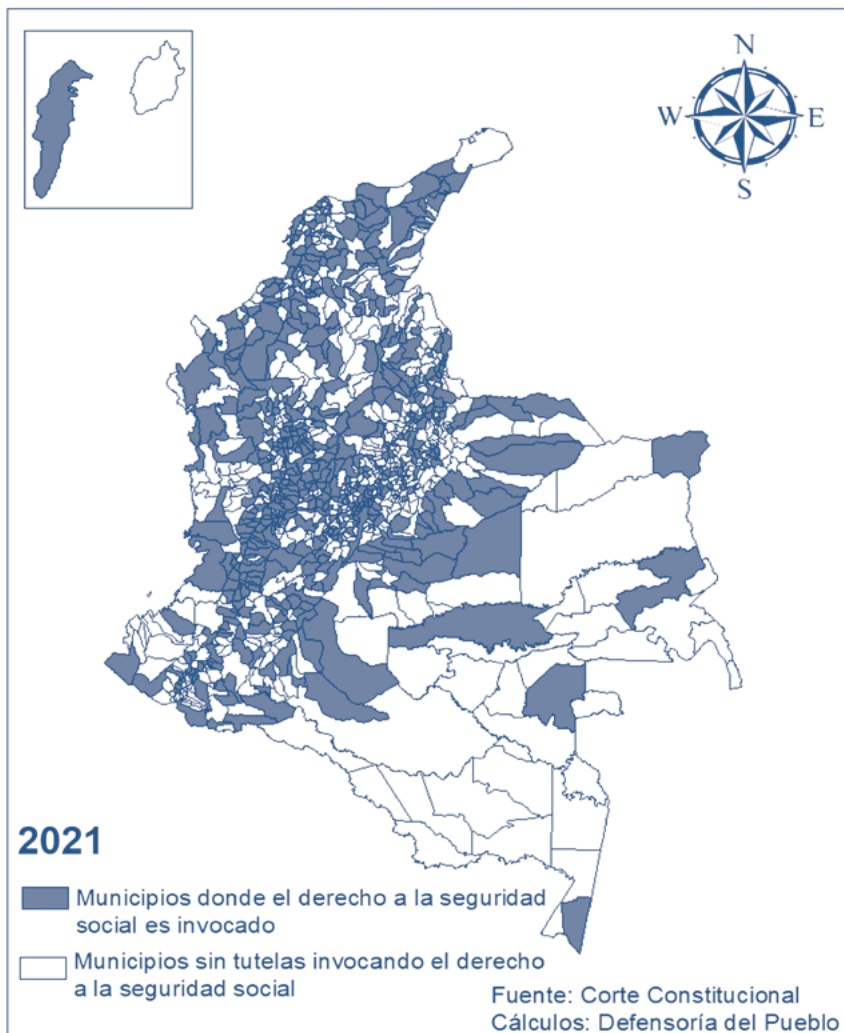 N
W E
S
2021
Municipios donde el derecho a la seguridad
social es invocado
Municipios sin tutelas invocando el derecho
a la seguridad social
Fuente: Corte Constitucional
Cálculos: Defensoría del Pueblo